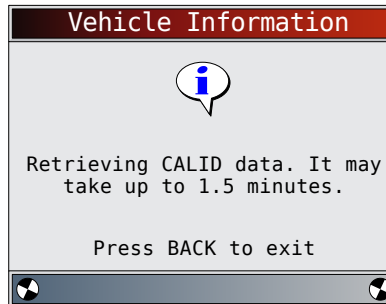 Vehicle Information
i
Retrieving CALID data. It may
take up to 1.5 minutes.
Press BACK to exit